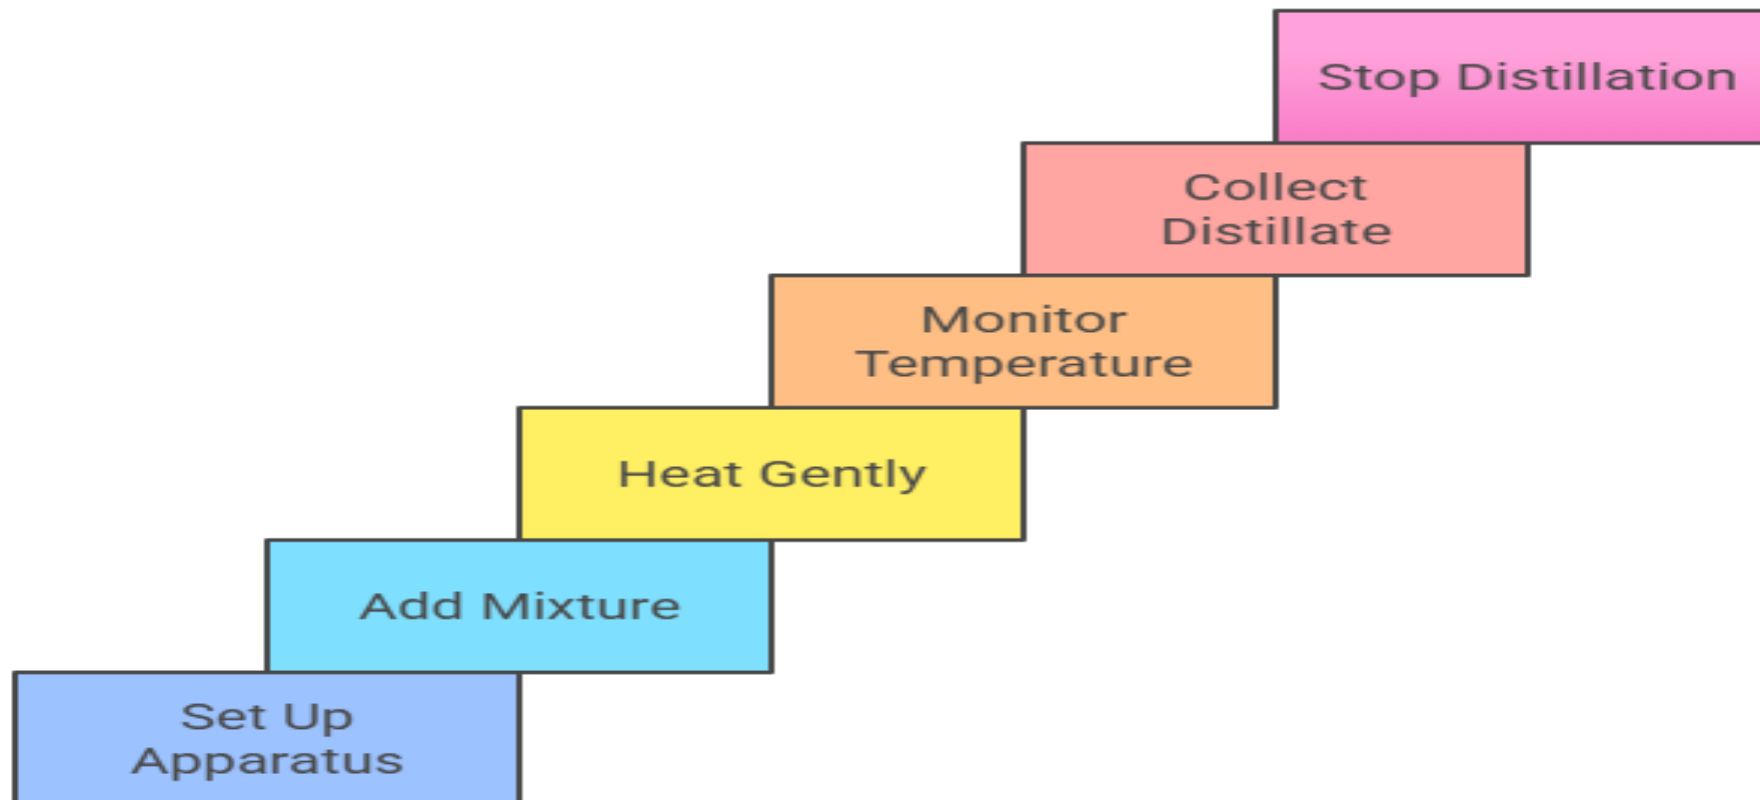 Stop Distillation
Collect
Distillate
Monitor
Temperature
Heat Gently
Add Mixture
Set Up
Apparatus